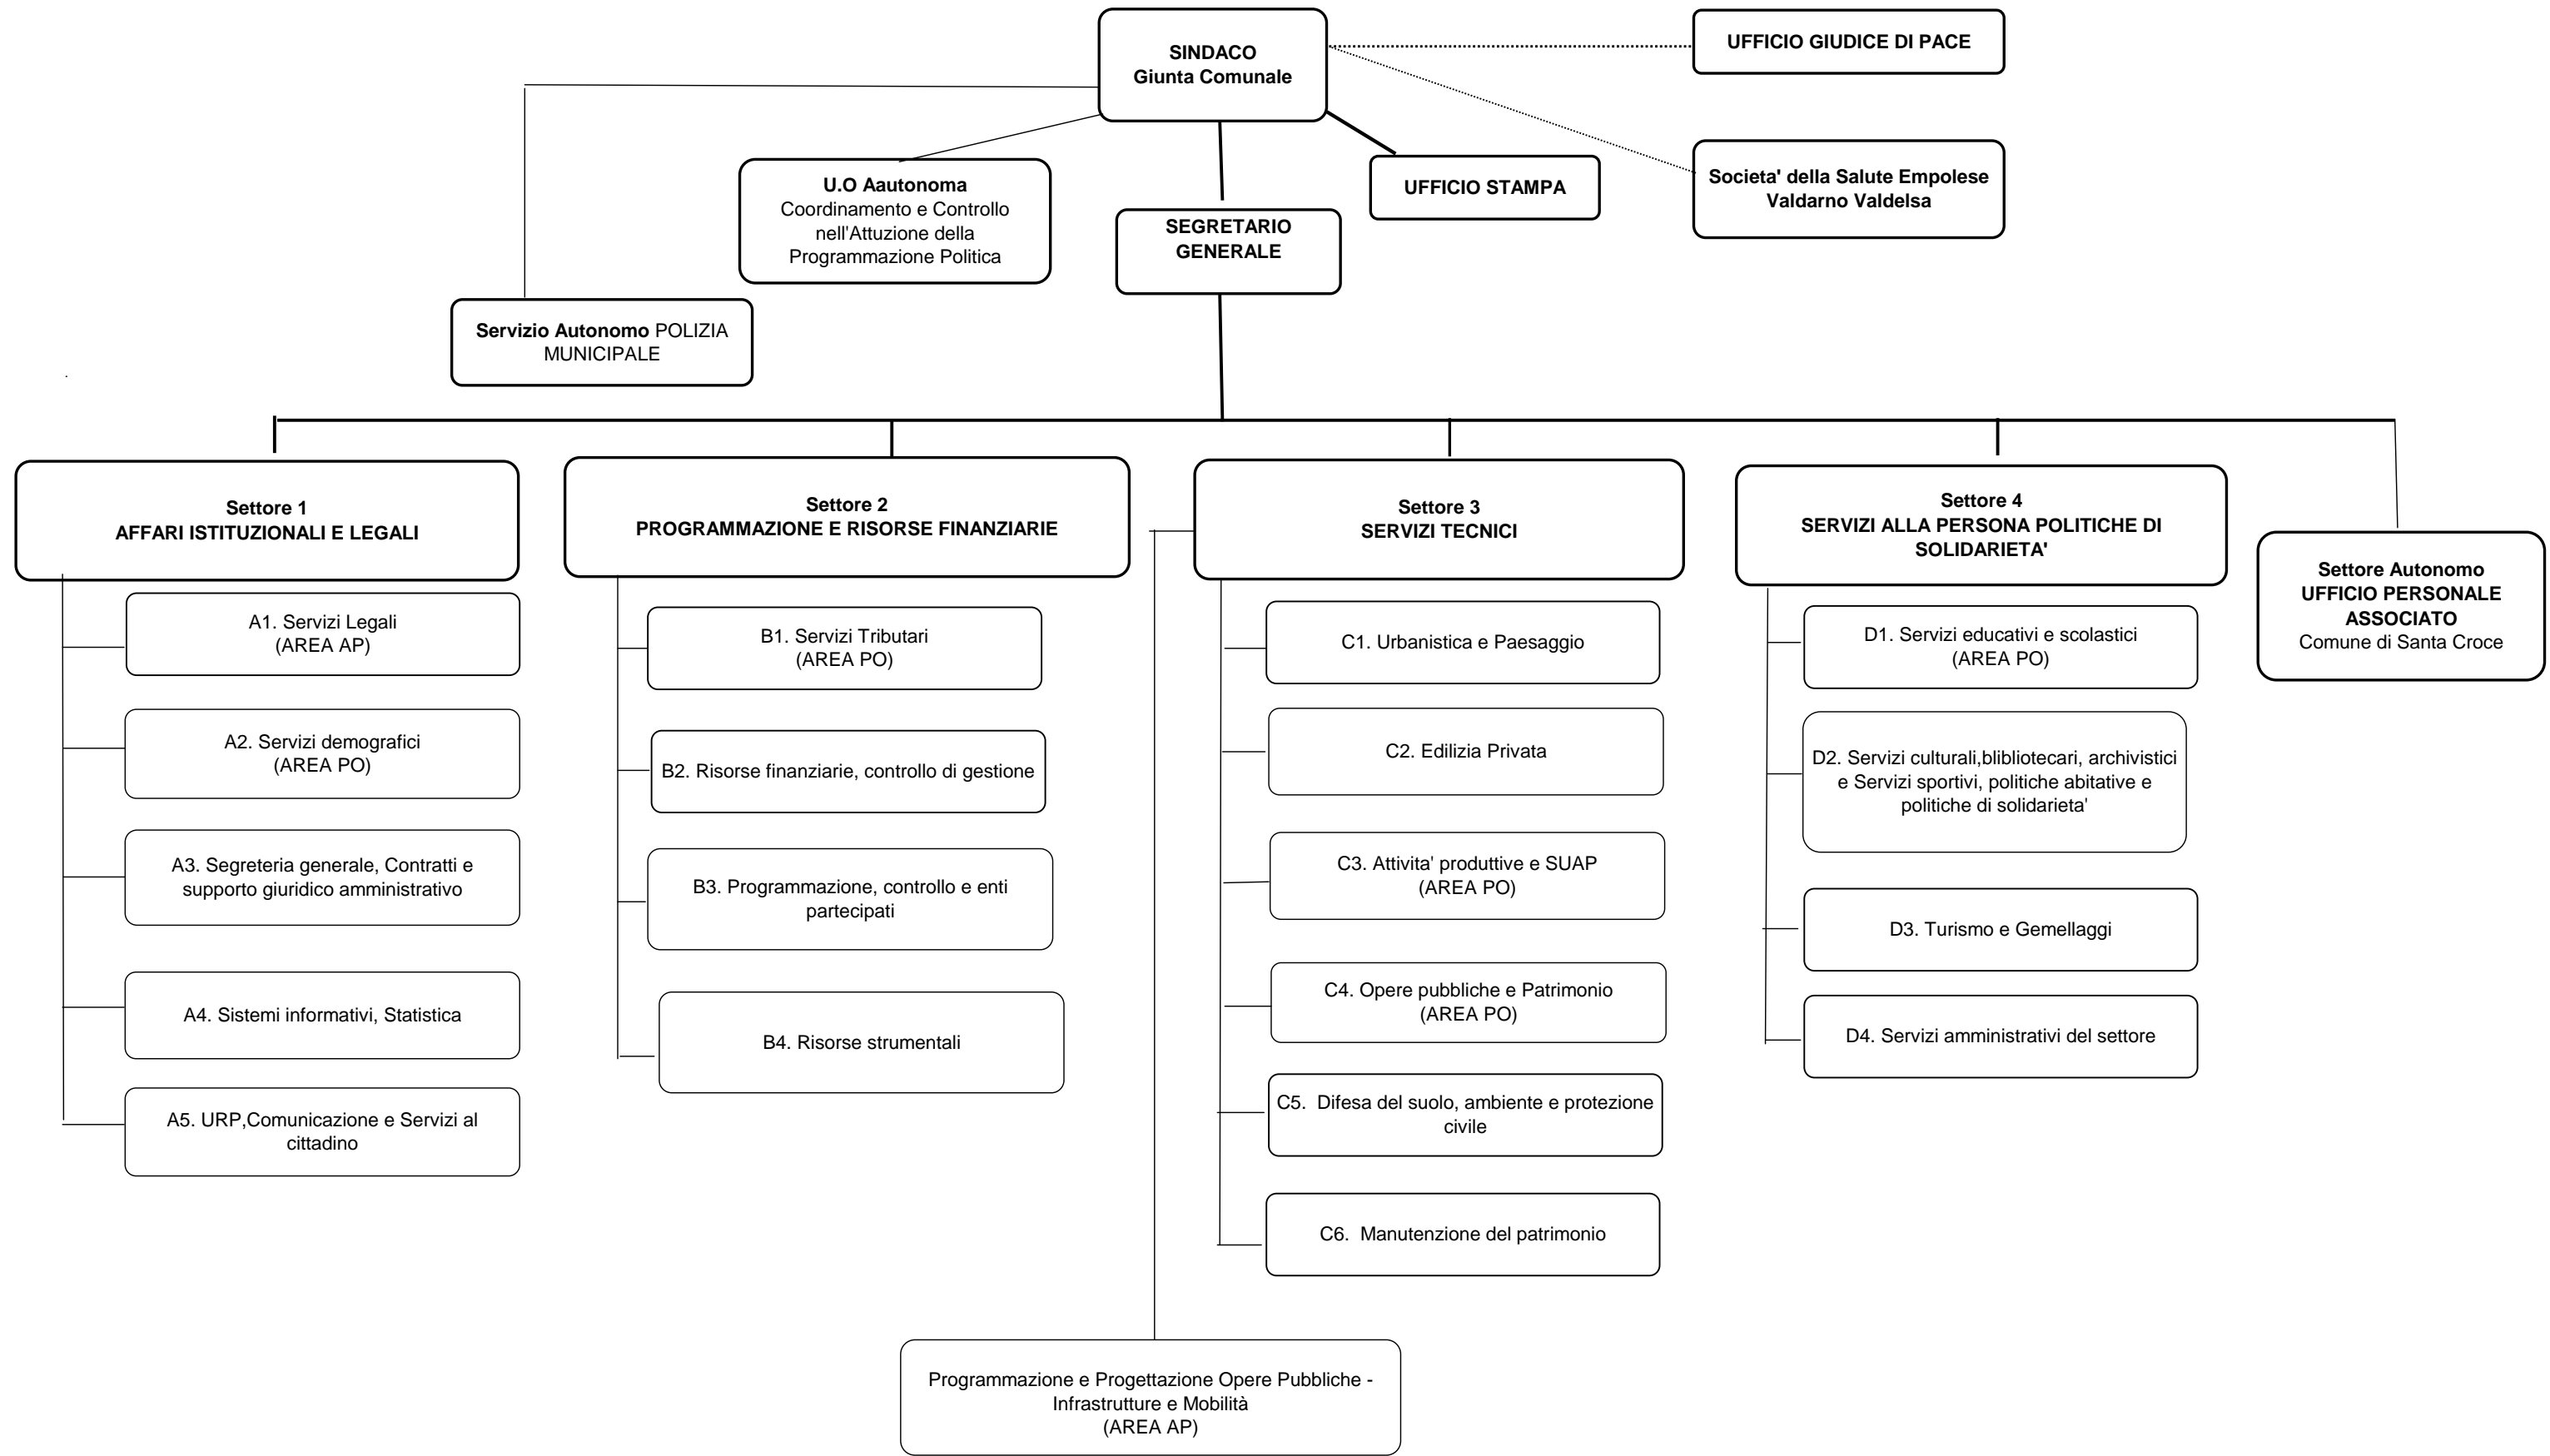 SINDACO
Giunta Comunale
UFFICIO GIUDICE DI PACE
U.O Aautonoma
Coordinamento e Controllo
nell'Attuzione della
Programmazione Politica
SEGRETARIO
GENERALE
UFFICIO STAMPA
Societa' della Salute Empolese
Valdarno Valdelsa
Servizio Autonomo POLIZIA
MUNICIPALE
Settore 1
AFFARI ISTITUZIONALI E LEGALI
A1. Servizi Legali
(AREA AP)
A2. Servizi demografici
(AREA PO)
A3. Segreteria generale, Contratti e
supporto giuridico amministrativo
A4. Sistemi informativi, Statistica
A5. URP,Comunicazione e Servizi al
cittadino
Settore 2
PROGRAMMAZIONE E RISORSE FINANZIARIE
B1. Servizi Tributari
(AREA PO)
B2. Risorse finanziarie, controllo di gestione
B3. Programmazione, controllo e enti
partecipati
B4. Risorse strumentali
Settore 3
SERVIZI TECNICI
C1. Urbanistica e Paesaggio
C2. Edilizia Privata
C3. Attivita' produttive e SUAP
(AREA PO)
C4. Opere pubbliche e Patrimonio
(AREA PO)
C5.  Difesa del suolo, ambiente e protezione
civile
C6.  Manutenzione del patrimonio
Programmazione e Progettazione Opere Pubbliche -
Infrastrutture e Mobilità
(AREA AP)
Settore 4
SERVIZI ALLA PERSONA POLITICHE DI
SOLIDARIETA'
D1. Servizi educativi e scolastici
(AREA PO)
D2. Servizi culturali,blibliotecari, archivistici
e Servizi sportivi, politiche abitative e
politiche di solidarieta'
D3. Turismo e Gemellaggi
D4. Servizi amministrativi del settore
Settore Autonomo
UFFICIO PERSONALE
ASSOCIATO
Comune di Santa Croce